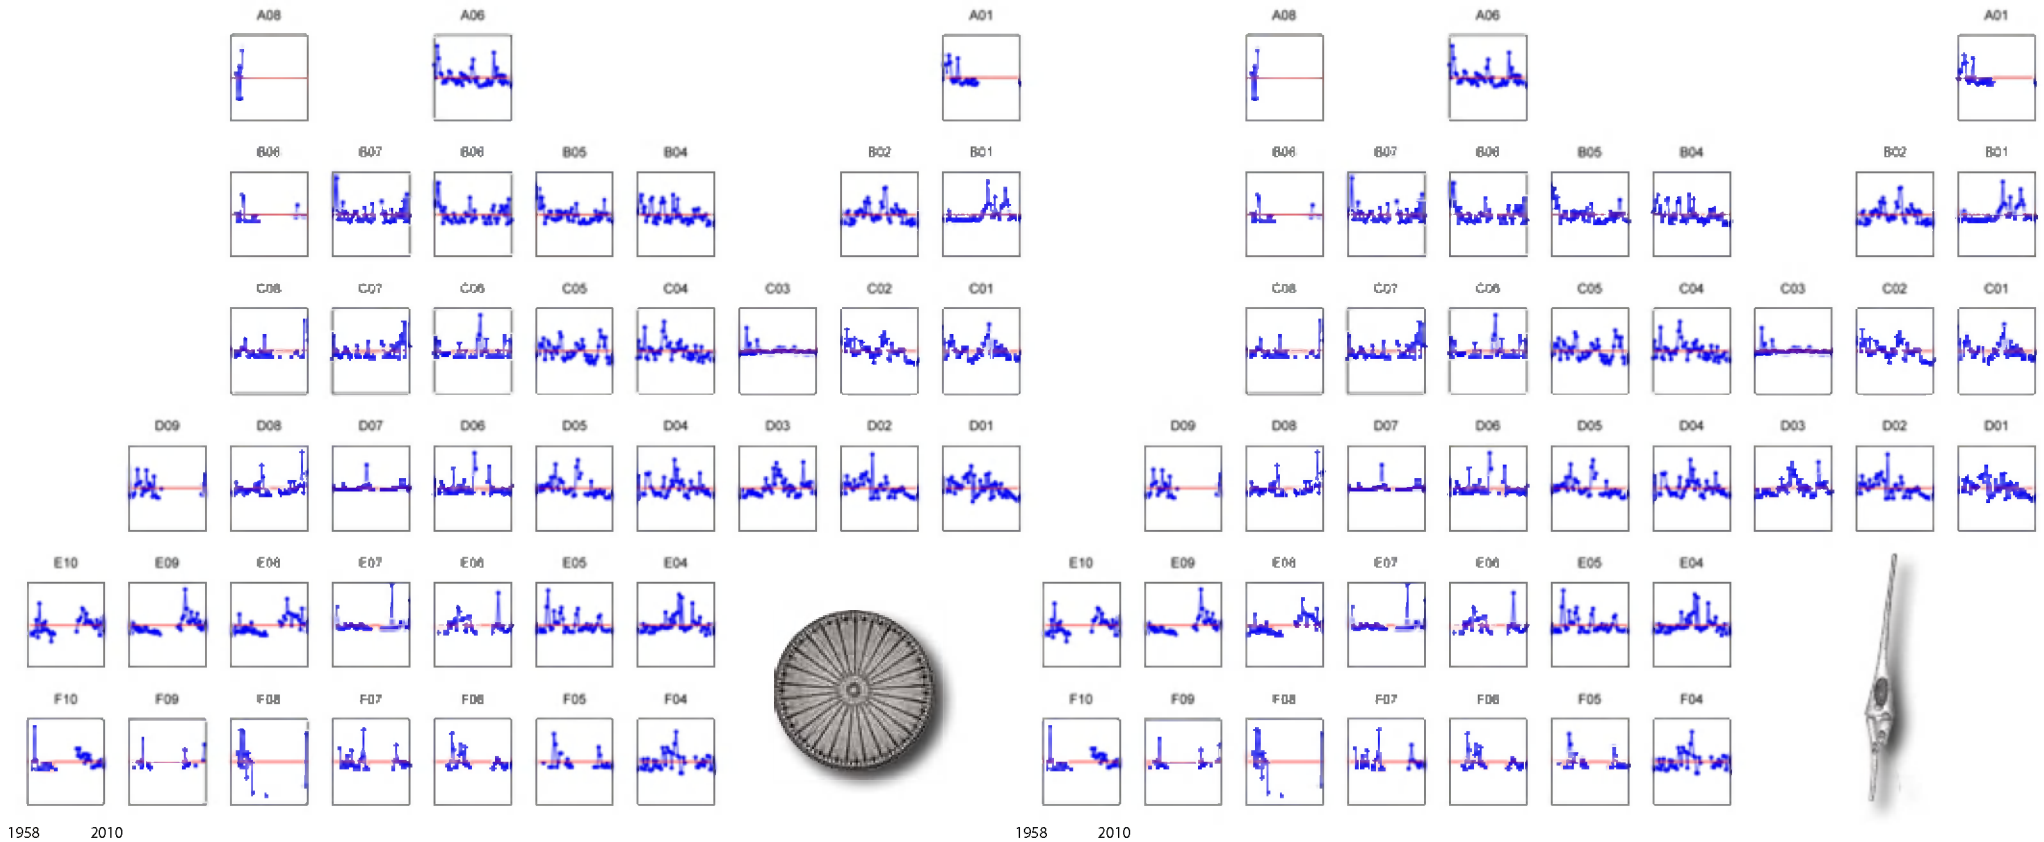 A08 A06 A01 A08 A06 A01
B06 B07 B06 B05 B04 B02 B01 B06 B07 B06 B05 B04 B02 B01
C08 C07 C06 C05 C04 C03 C02 C01 C08 C07 C06 C05 C04 C03 C02 C01
D09 D08 D07 D06 D05 D04 D03 D02 D01 D09 D08 D07 D06 D05 D04 D03 D02 D01
E10 E09 E08 E07 E06 E05 E04 E10 E09 E08 E07 E06 E05 E04
F10 F09 F08 F07 F06 F05 F04 F10 F09 F08 F07 F06 F05 F04
1958 2010 1958 2010